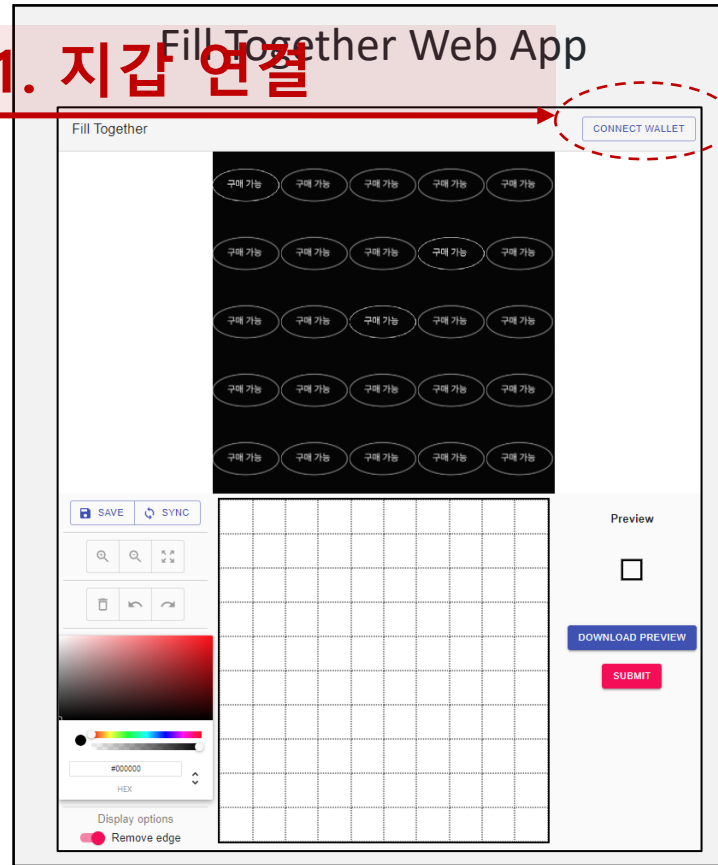 Fill Together Web App
1. 지갑 연결
Fill Together
CONNECT WALLET
구매 가능 구매 가능 구매 가능 구매 가능 구매 가능
구매 가능 구매 가능 구매 가능 구매 가능 구매 가능
구매 가능 구매 가능 구매 가능 구매 가능 구매 가능
구매 가능 구매 가능 구매 가능 구매 가능 구매 가능
구매 가능 구매 가능 구매 가능 구매 가능 구매 가능
SAVE SYNC
Preview
DOWNLOAD PREVIEW
SUBMIT
#000000
HEX
Display options
Remove edge